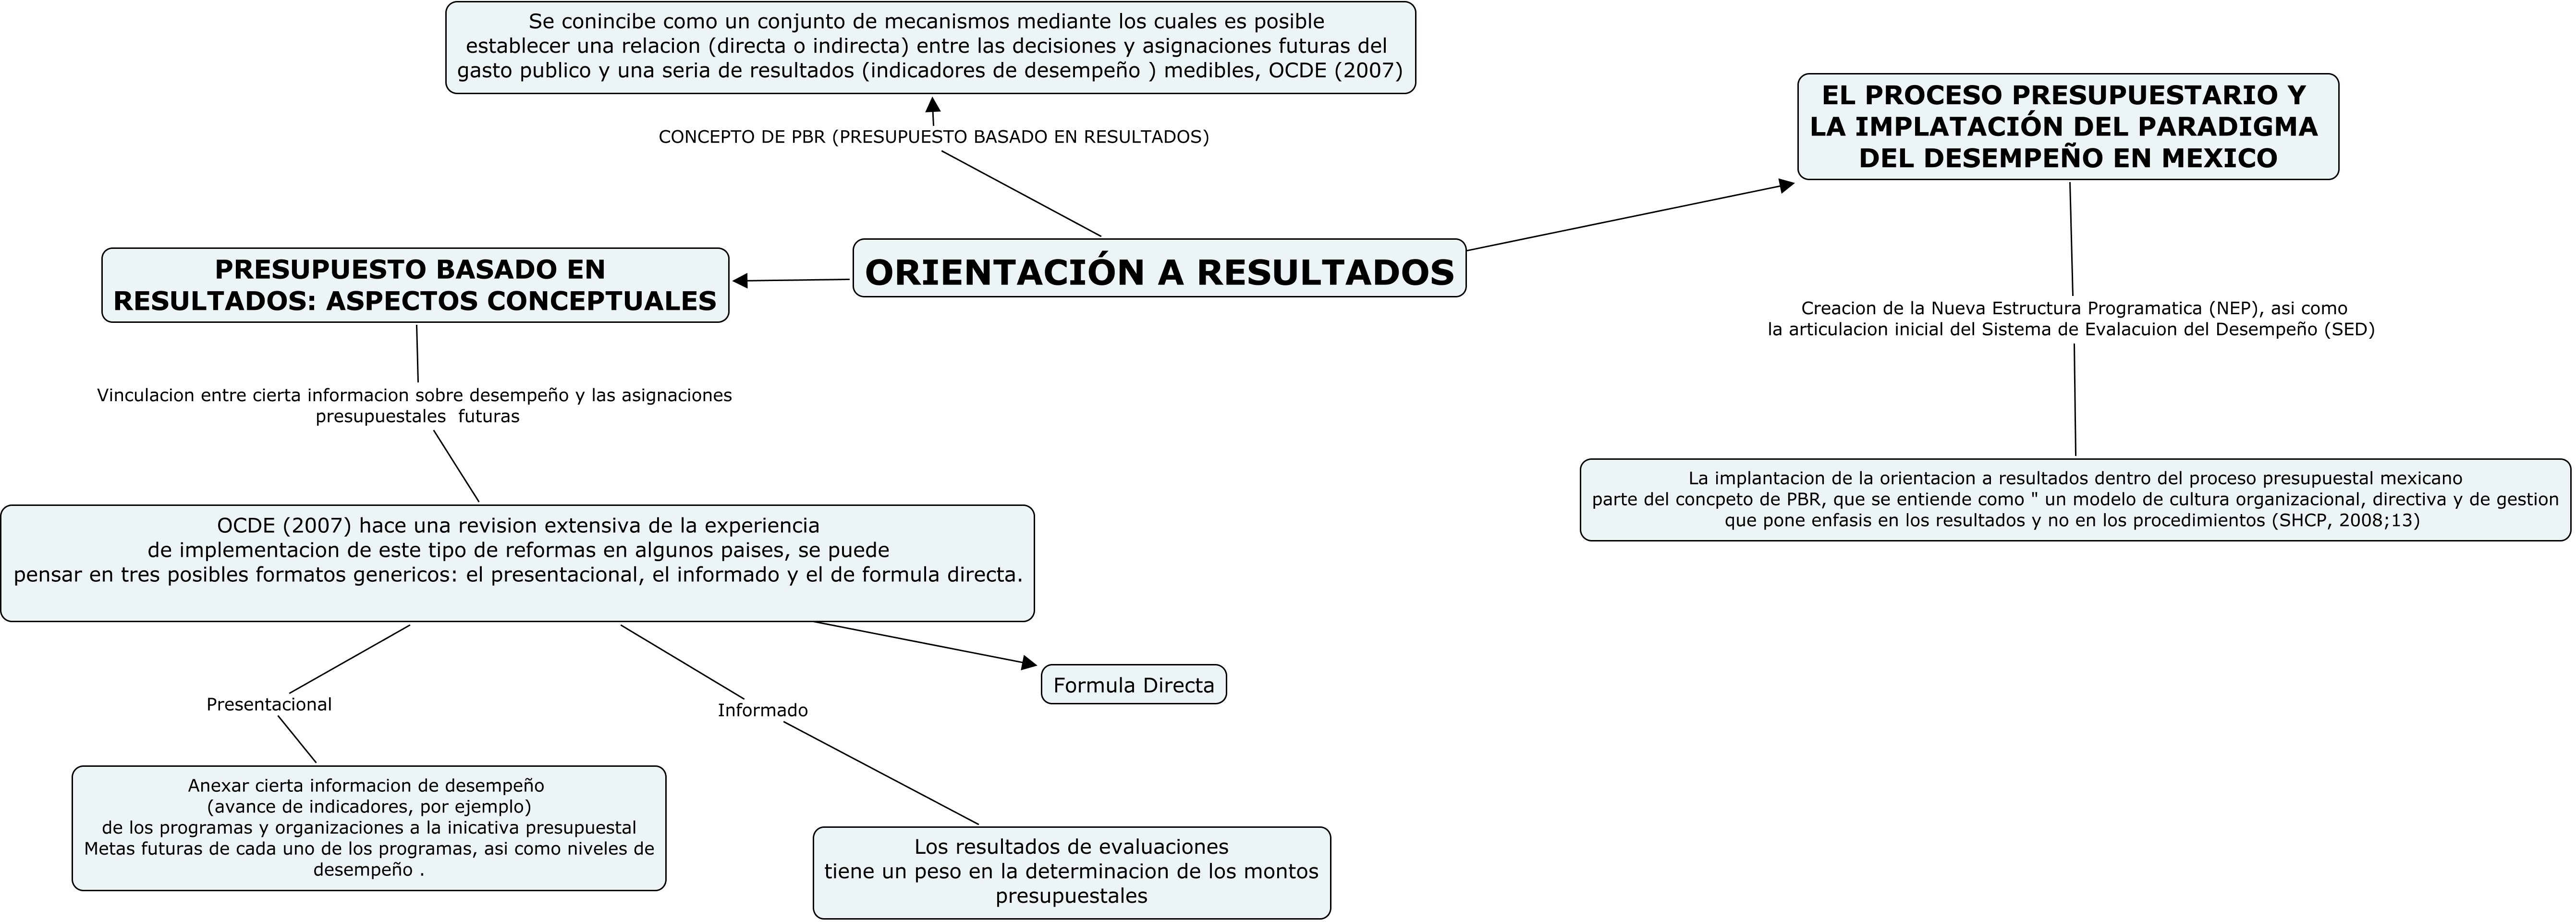 Se conincibe como un conjunto de mecanismos mediante los cuales es posible
establecer una relacion (directa o indirecta) entre las decisiones y asignaciones futuras del
gasto publico y una seria de resultados (indicadores de desempeño ) medibles, OCDE (2007)
CONCEPTO DE PBR (PRESUPUESTO BASADO EN RESULTADOS)
EL PROCESO PRESUPUESTARIO Y
LA IMPLATACIÓN DEL PARADIGMA
DEL DESEMPEÑO EN MEXICO
ORIENTACIÓN A RESULTADOS
PRESUPUESTO BASADO EN
RESULTADOS: ASPECTOS CONCEPTUALES
Creacion de la Nueva Estructura Programatica (NEP), asi como
la articulacion inicial del Sistema de Evalacuion del Desempeño (SED)
Vinculacion entre cierta informacion sobre desempeño y las asignaciones
presupuestales  futuras
La implantacion de la orientacion a resultados dentro del proceso presupuestal mexicano
parte del concpeto de PBR, que se entiende como " un modelo de cultura organizacional, directiva y de gestion
que pone enfasis en los resultados y no en los procedimientos (SHCP, 2008;13)
OCDE (2007) hace una revision extensiva de la experiencia
de implementacion de este tipo de reformas en algunos paises, se puede
pensar en tres posibles formatos genericos: el presentacional, el informado y el de formula directa.
Formula Directa
Presentacional
Informado
Anexar cierta informacion de desempeño
(avance de indicadores, por ejemplo)
de los programas y organizaciones a la inicativa presupuestal
Metas futuras de cada uno de los programas, asi como niveles de
desempeño .
Los resultados de evaluaciones
tiene un peso en la determinacion de los montos
presupuestales